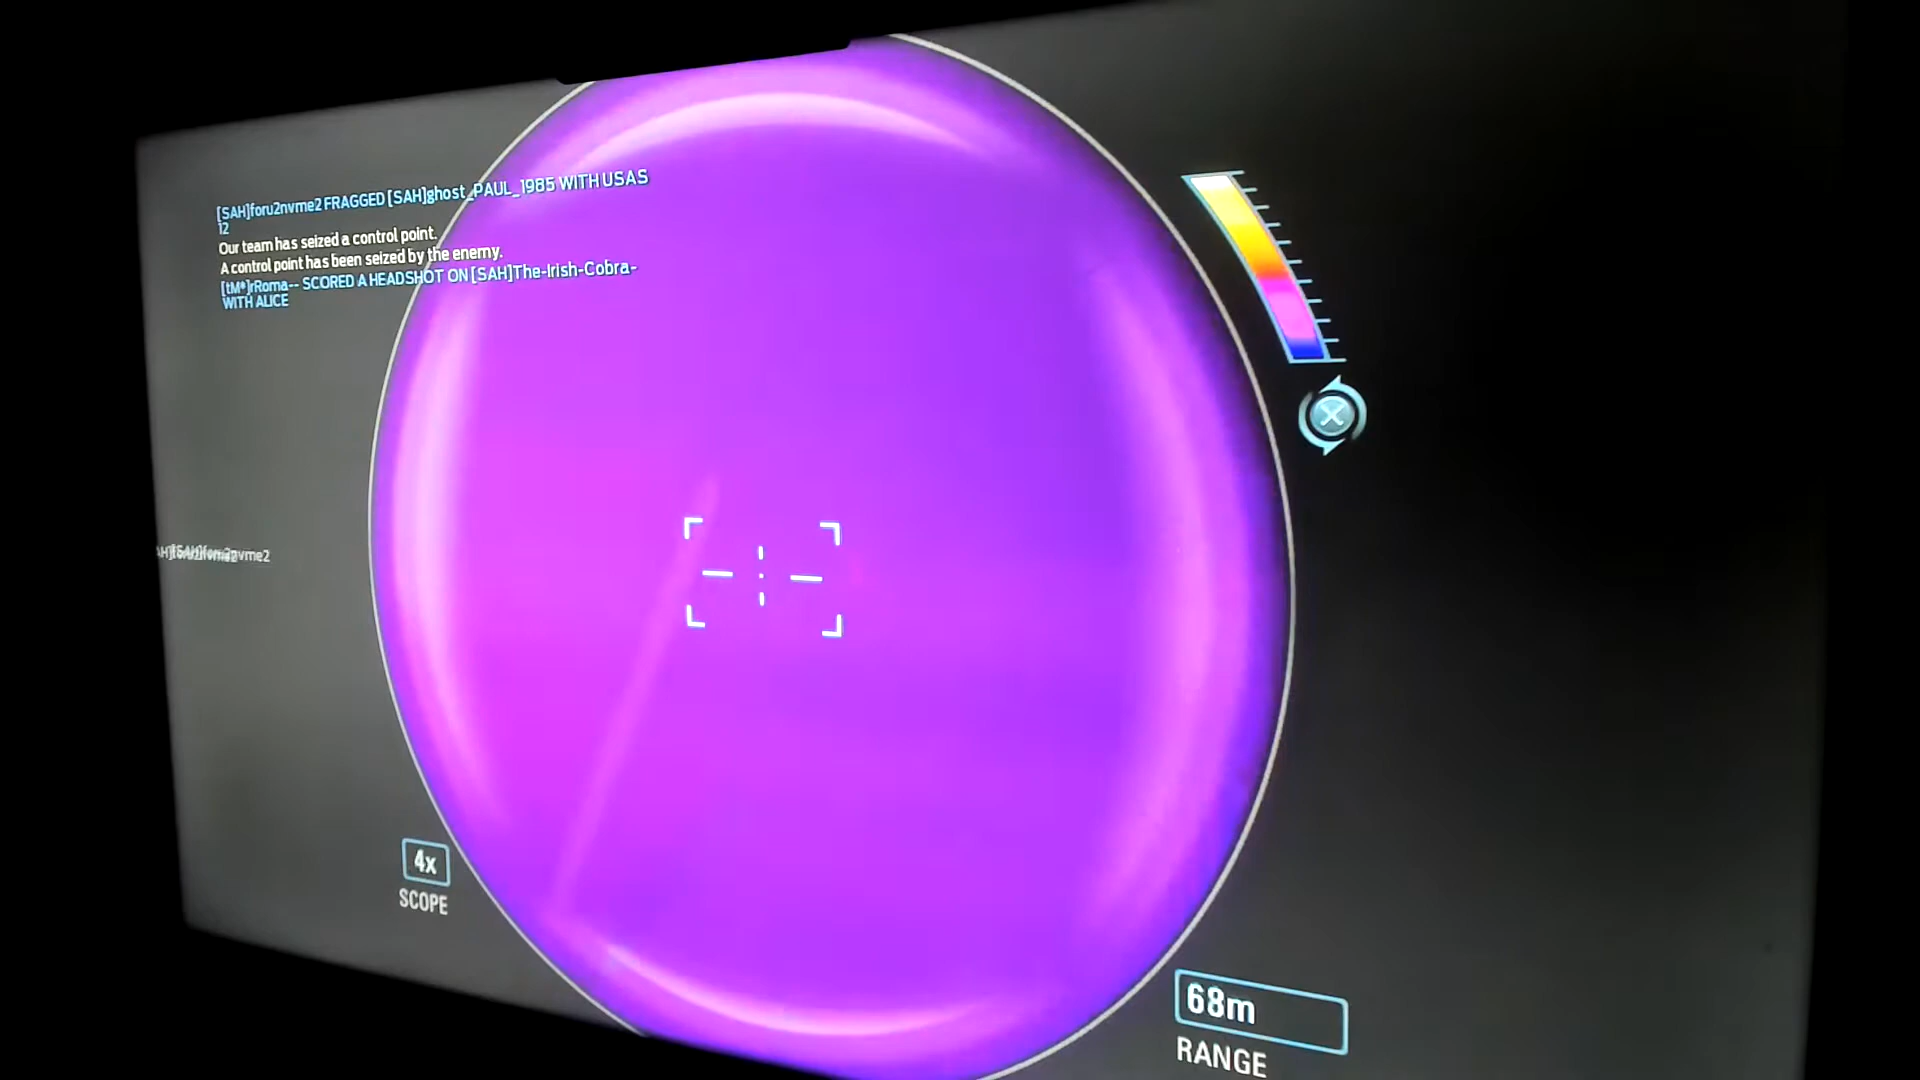 [SAH]foru2nvme2 FRAGGED [SAH]ghost_PAUL_1985 WITH USAS
12
Our team has seized a control point.
A control point has been seized by the enemy.
[tM*]rRoma-- SCORED A HEADSHOT ON [SAH]The-Irish-Cobra-
WITH ALICE
4x
SCOPE
68m
RANGE